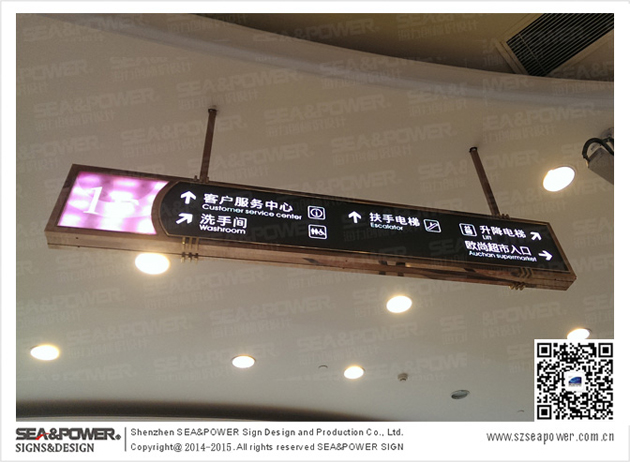 1F
客户服务中心
Customer service center
洗手间
Washroom
扶手电梯
Escalator
升降电梯
Lift
欧尚超市入口
Auchan supermarket
SEA&POWER®
SIGNS&DESIGN
Shenzhen SEA&POWER Sign Design and Production Co., Ltd.
Copyright@ 2014-2015. All rights reserved SEA&POWER SIGN
www.szseapower.com.cn